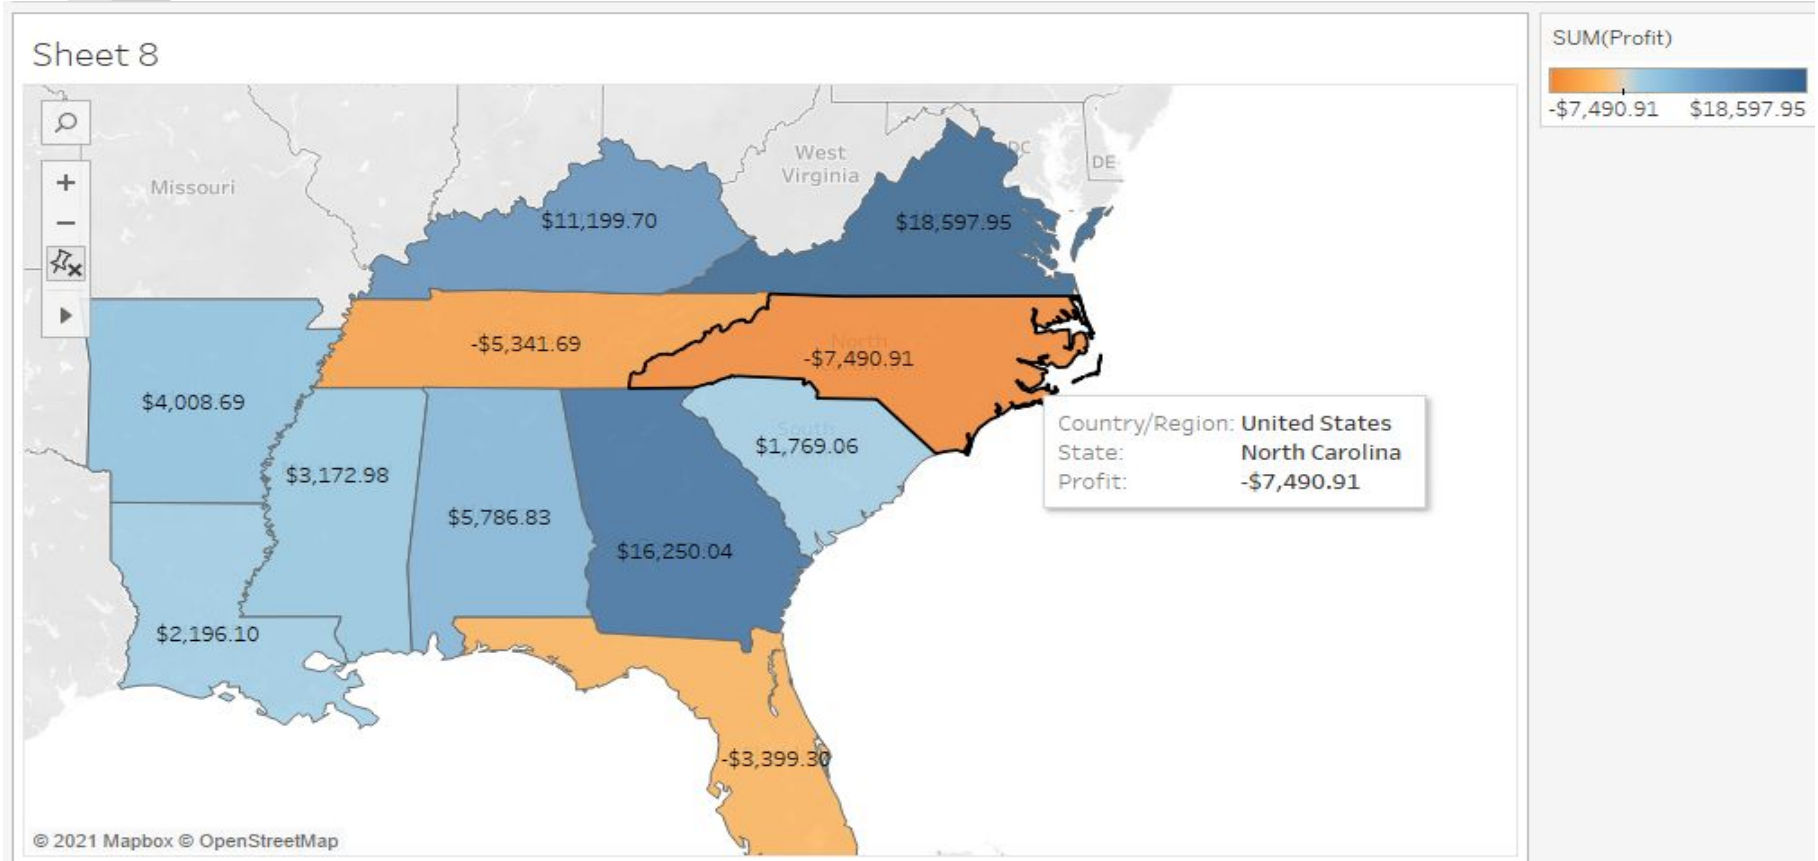 Sheet 8
SUM(Profit)
-$7,490.91 $18,597.95
Missouri
West
Virginia
DC
DE
$11,199.70
$18,597.95
-$5,341.69
North
-$7,490.91
$4,008.69
South
$1,769.06
$3,172.98
$5,786.83
$16,250.04
$2,196.10
-$3,399.30
Country/Region: United States
State: North Carolina
Profit: -$7,490.91
© 2021 Mapbox © OpenStreetMap